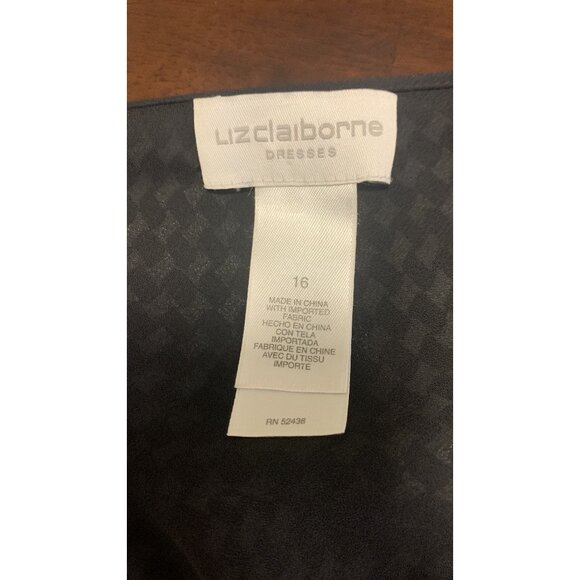 Lizclaiborne
DRESSES
16
MADE IN CHINA
WITH IMPORTED
FABRIC
HECHO EN CHINA
CON TELA
IMPORTADA
FABRIQUE EN CHINE
AVEC DU TISSU
IMPORTE
RN 52436